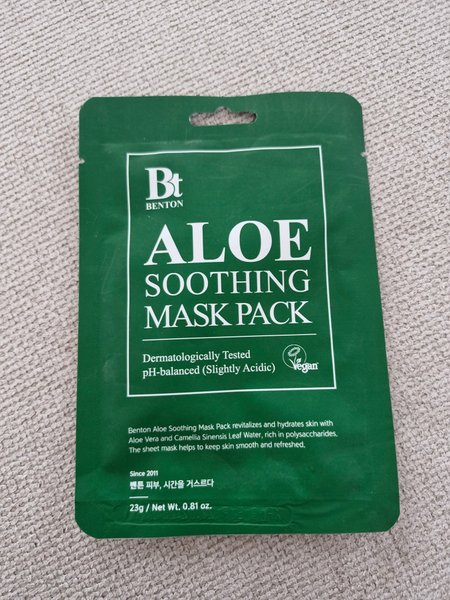 Bt
BENTON
ALOE
SOOTHING
MASK PACK
Dermatologically Tested
pH-balanced (Slightly Acidic)
Vegan
Benton Aloe Soothing Mask Pack revitalizes and hydrates skin with
Aloe Vera and Camellia Sinensis Leaf Water, rich in polysaccharides.
The sheet mask helps to keep skin smooth and refreshed.
Since 2011
벤튼 피부, 시간을 거스르다
23g / Net Wt. 0.81 oz.